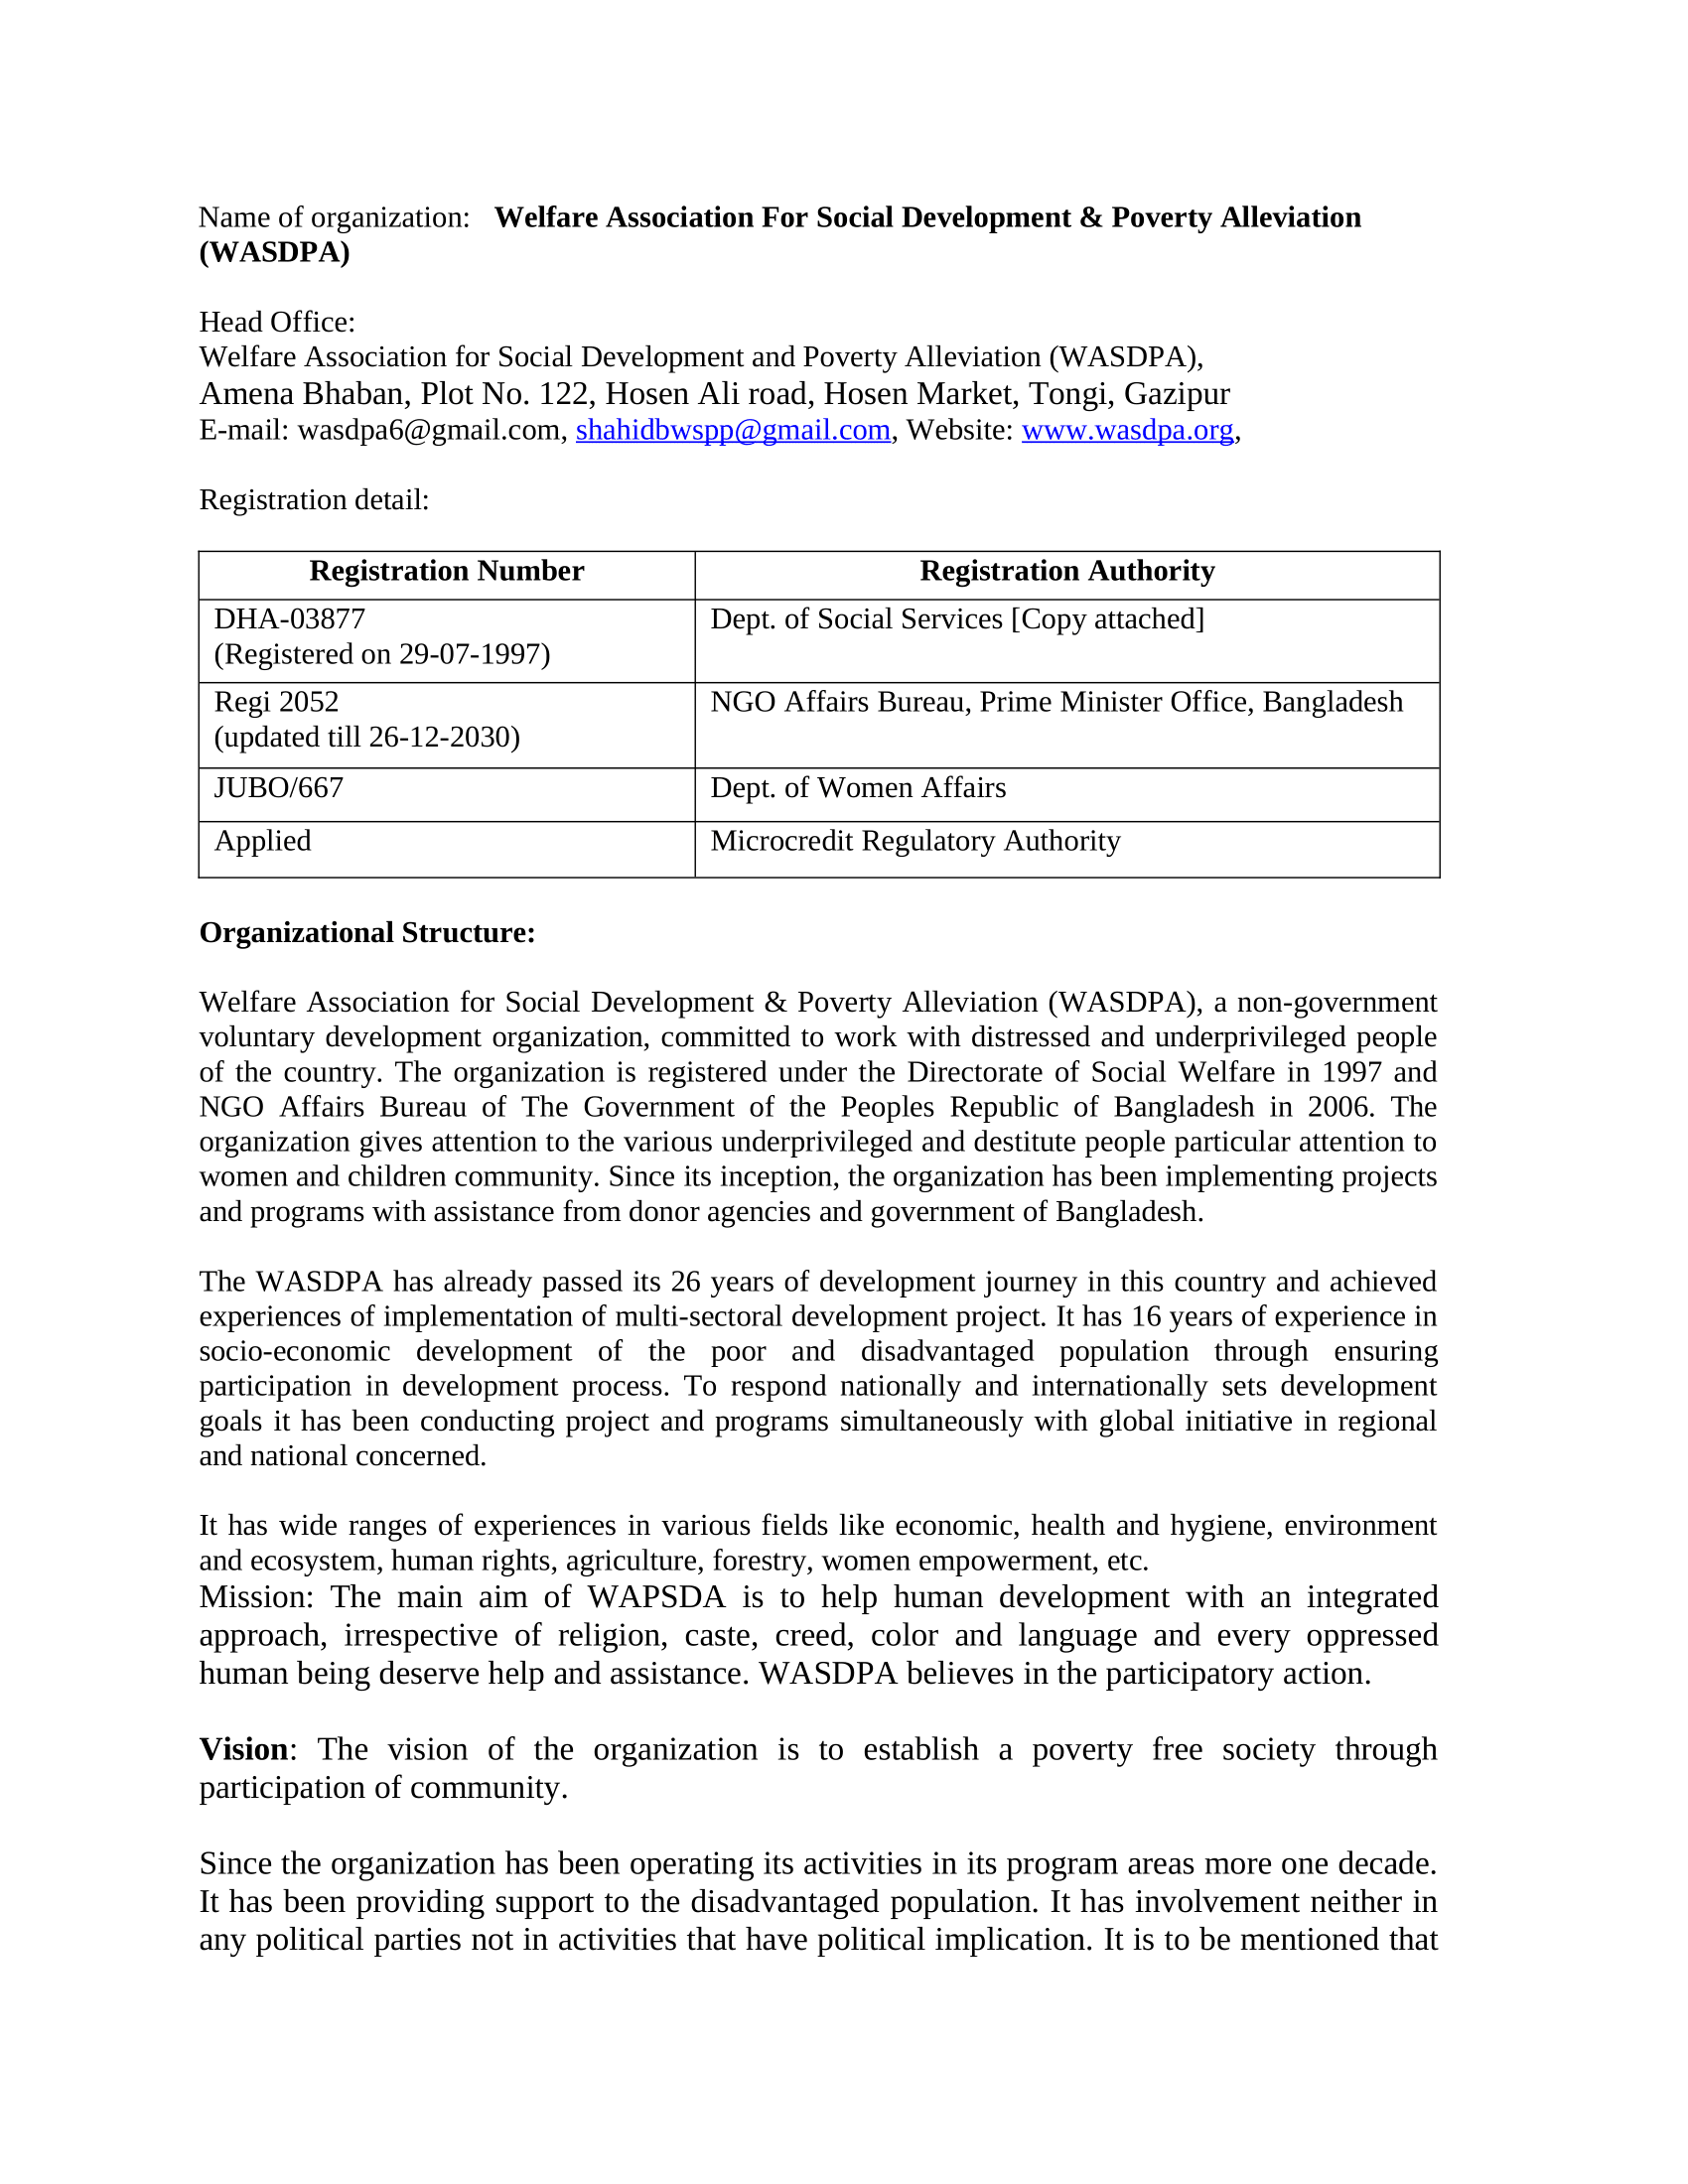 Name of organization: Welfare Association For Social Development & Poverty Alleviation
(WASDPA)
Head Office:
Welfare Association for Social Development and Poverty Alleviation (WASDPA),
Amena Bhaban, Plot No. 122, Hosen Ali road, Hosen Market, Tongi, Gazipur
E-mail: wasdpa6@gmail.com, shahidbwspp@gmail.com, Website: www.wasdpa.org,
Registration detail:
Registration Number Registration Authority
DHA-03877 Dept. of Social Services [Copy attached]
(Registered on 29-07-1997)
Regi 2052 NGO Affairs Bureau, Prime Minister Office, Bangladesh
(updated till 26-12-2030)
JUBO/667 Dept. of Women Affairs
Applied Microcredit Regulatory Authority
Organizational Structure:
Welfare Association for Social Development & Poverty Alleviation (WASDPA), a non-government
voluntary development organization, committed to work with distressed and underprivileged people
of the country. The organization is registered under the Directorate of Social Welfare in 1997 and
NGO Affairs Bureau of The Government of the Peoples Republic of Bangladesh in 2006. The
organization gives attention to the various underprivileged and destitute people particular attention to
women and children community. Since its inception, the organization has been implementing projects
and programs with assistance from donor agencies and government of Bangladesh.
The WASDPA has already passed its 26 years of development journey in this country and achieved
experiences of implementation of multi-sectoral development project. It has 16 years of experience in
socio-economic development of the poor and disadvantaged population through ensuring
participation in development process. To respond nationally and internationally sets development
goals it has been conducting project and programs simultaneously with global initiative in regional
and national concerned.
It has wide ranges of experiences in various fields like economic, health and hygiene, environment
and ecosystem, human rights, agriculture, forestry, women empowerment, etc.
Mission: The main aim of WAPSDA is to help human development with an integrated
approach, irrespective of religion, caste, creed, color and language and every oppressed
human being deserve help and assistance. WASDPA believes in the participatory action.
Vision: The vision of the organization is to establish a poverty free society through
participation of community.
Since the organization has been operating its activities in its program areas more one decade.
It has been providing support to the disadvantaged population. It has involvement neither in
any political parties not in activities that have political implication. It is to be mentioned that